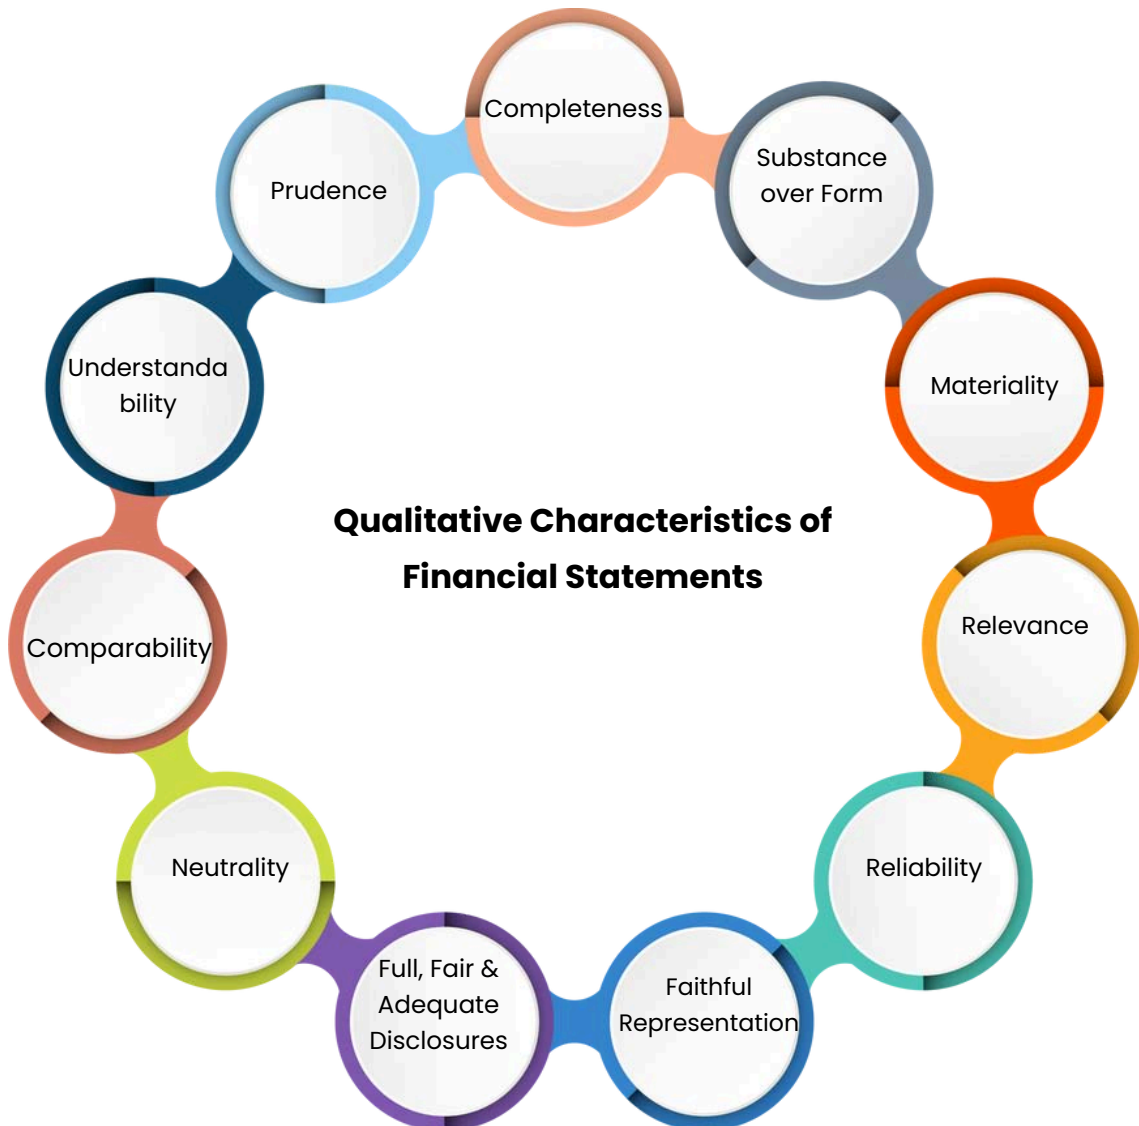 Completeness
Substance
over Form
Prudence
Understanda
bility
Materiality
Qualitative Characteristics of
Financial Statements
Relevance
Comparability
Neutrality
Reliability
Full, Fair &
Adequate
Disclosures
Faithful
Representation